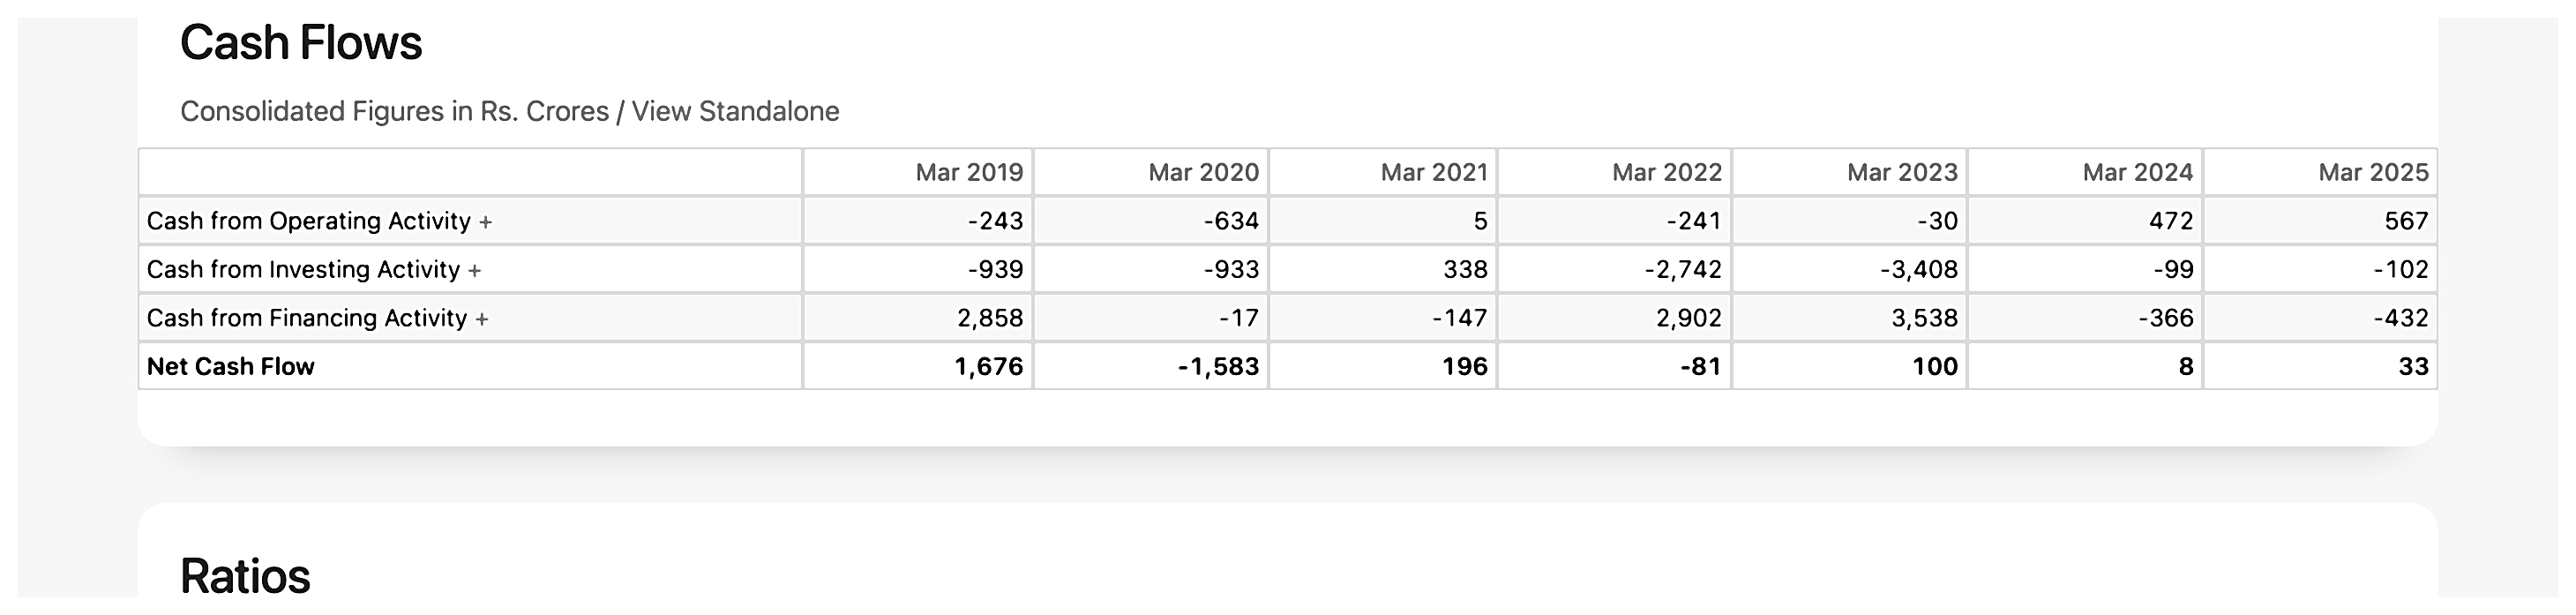 Cash Flows
Consolidated Figures in Rs. Crores / View Standalone
Mar 2019 Mar 2020 Mar 2021 Mar 2022 Mar 2023 Mar 2024 Mar 2025
Cash from Operating Activity + -243 -634 5 -241 -30 472 567
Cash from Investing Activity + -939 -933 338 -2,742 -3,408 -99 -102
Cash from Financing Activity + 2,858 -17 -147 2,902 3,538 -366 -432
Net Cash Flow 1,676 -1,583 196 -81 100 8 33
Ratios